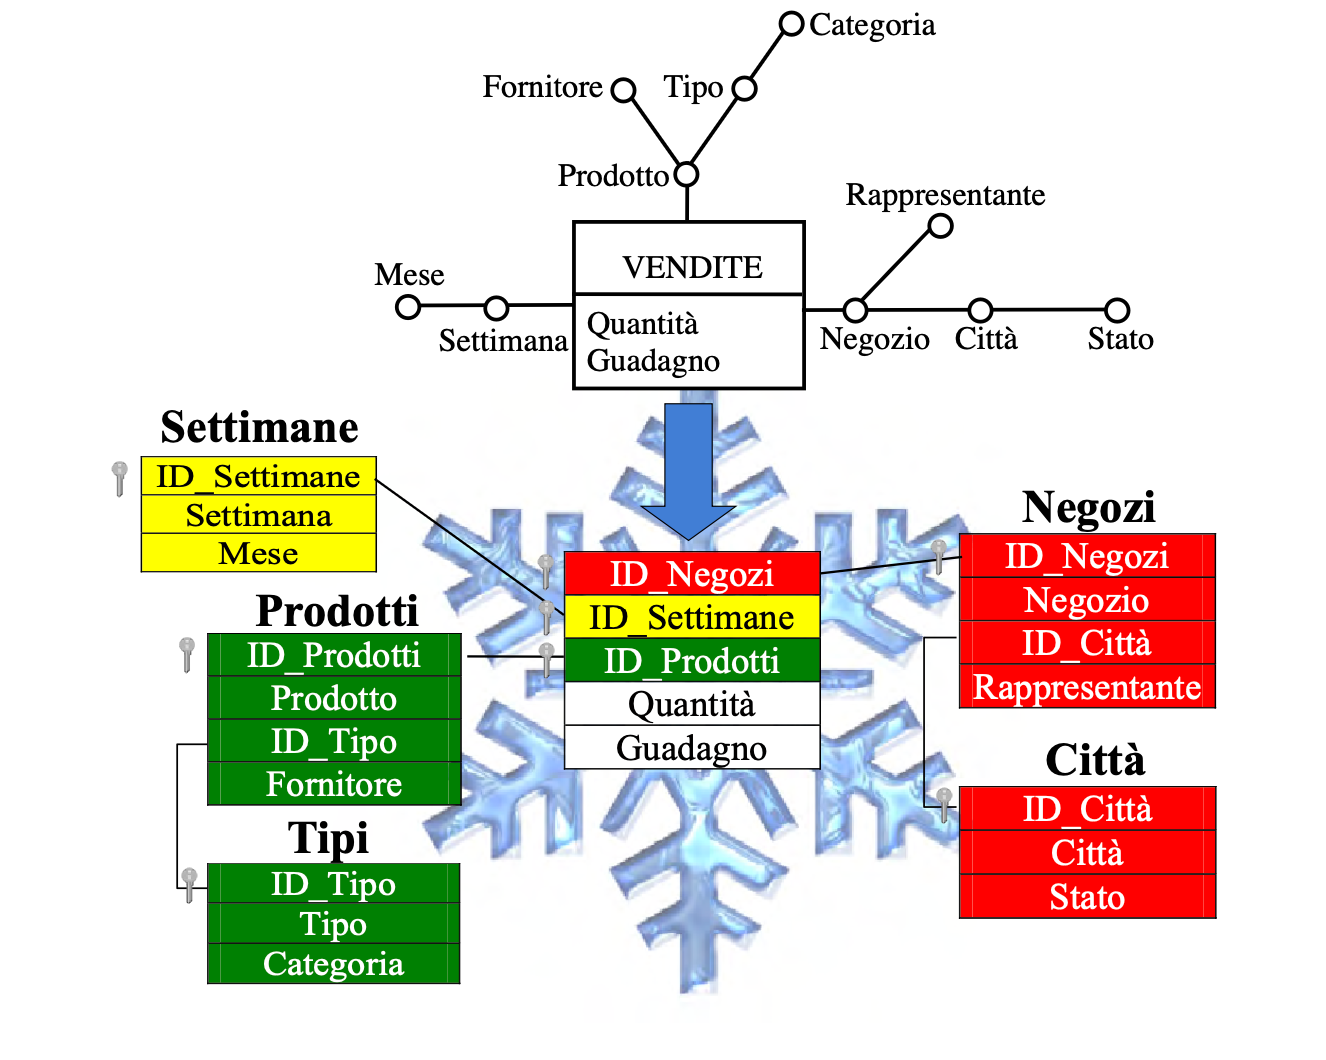 Categoria
Fornitore
Tipo
Prodotto
Rappresentante
VENDITE
Mese
Settimana
Quantità
Guadagno
Negozio
Città
Stato
Settimane
ID_Settimane
Settimana
Mese
Prodotti
ID_Prodotti
Prodotto
ID_Tipo
Fornitore
Tipi
ID_Tipo
Tipo
Categoria
ID_Negozi
ID_Settimane
ID_Prodotti
Quantità
Guadagno
Negozi
ID_Negozi
Negozio
ID_Città
Rappresentante
Città
ID_Città
Città
Stato